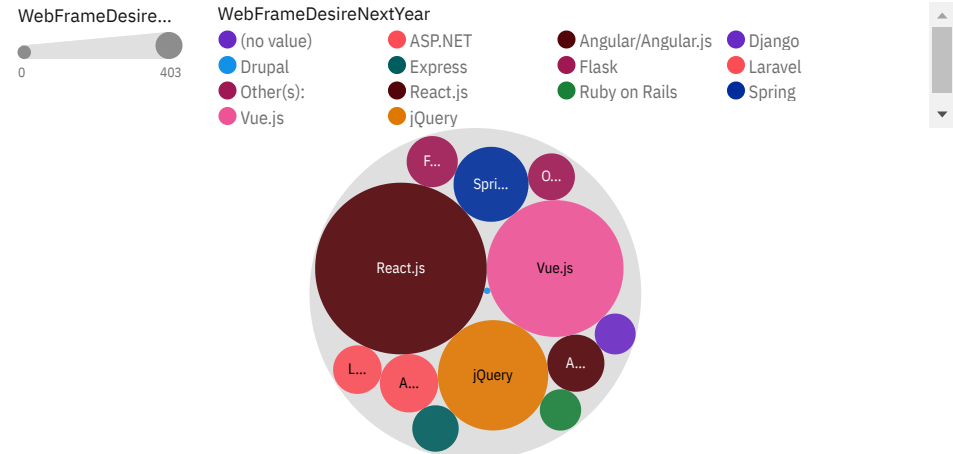 WebFrameDesire...
0 403
WebFrameDesireNextYear
(no value) ASP.NET Angular/Angular.js Django
Drupal Express Flask Laravel
Other(s): React.js Ruby on Rails Spring
Vue.js jQuery
F...
Spri...
O...
React.js
Vue.js
L...
A...
jQuery
A...